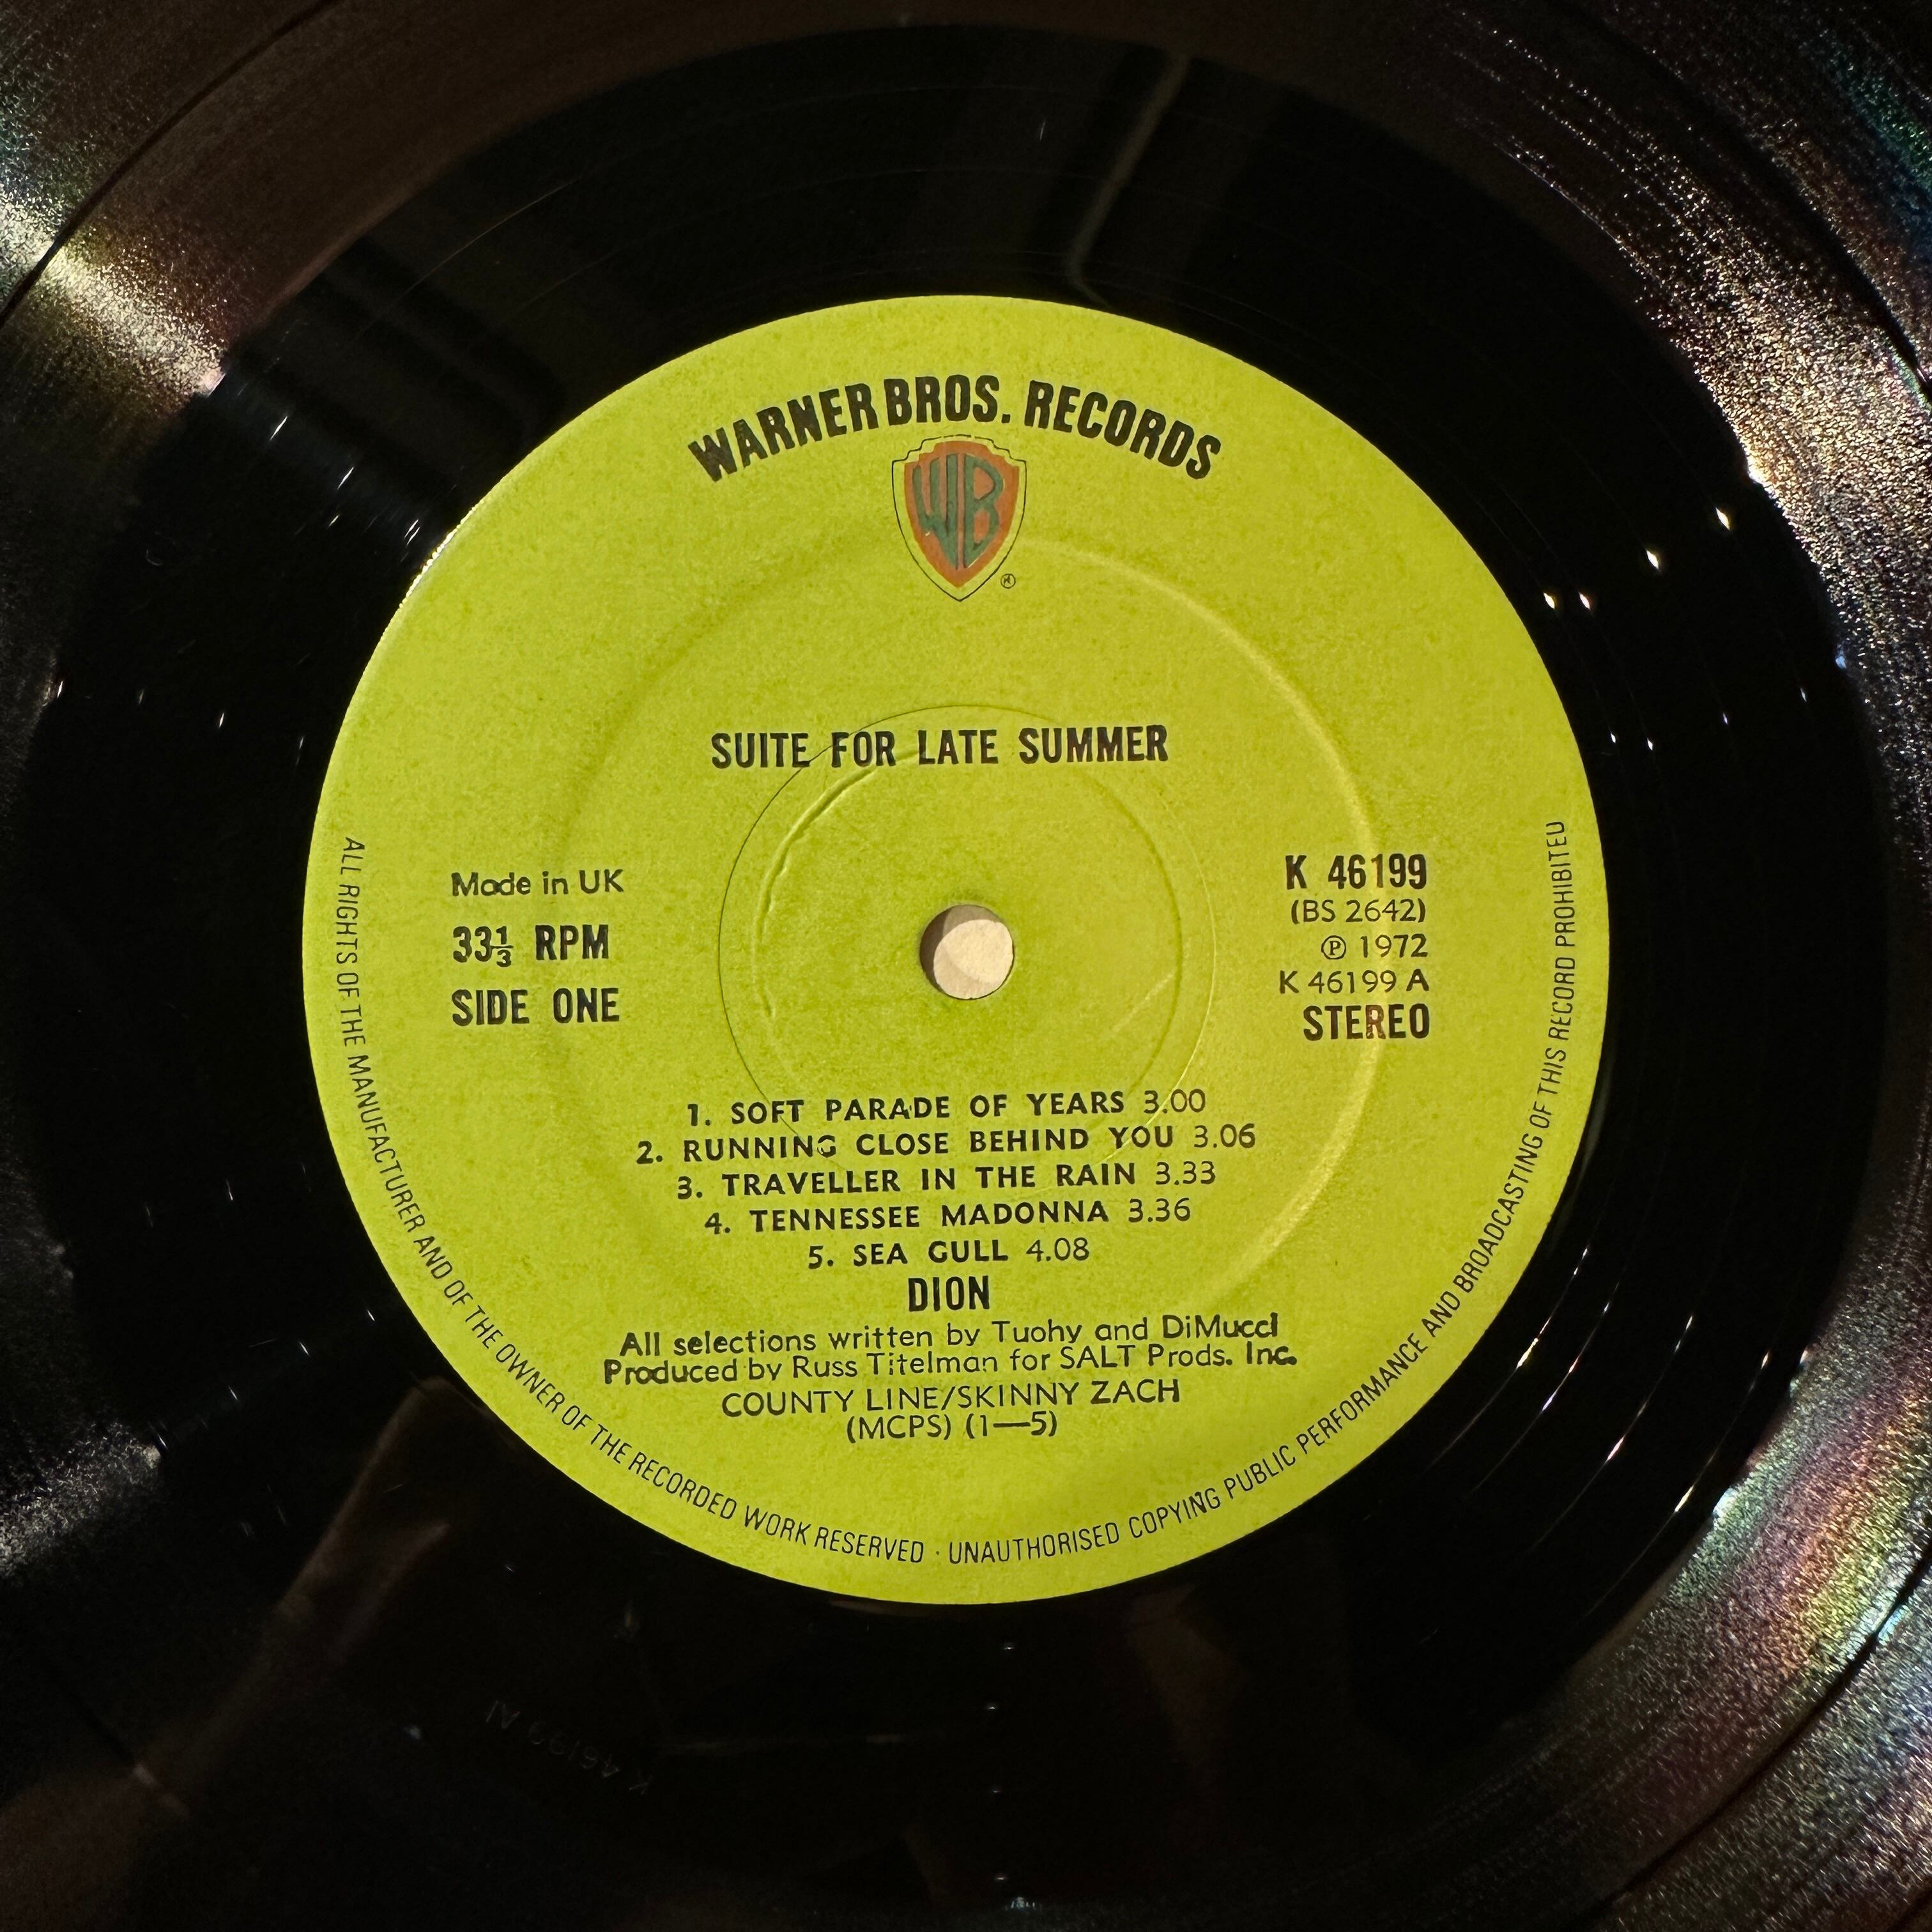 WARNER BROS. RECORDS
WB
SUITE FOR LATE SUMMER
Made in UK
33⅓ RPM
SIDE ONE
K 46199
(BS 2642)
℗ 1972
K 46199 A
STEREO
1. SOFT PARADE OF YEARS 3.00
2. RUNNING CLOSE BEHIND YOU 3.06
3. TRAVELLER IN THE RAIN 3.33
4. TENNESSEE MADONNA 3.36
5. SEA GULL 4.08
DION
All selections written by Tuohy and DiMucci
Produced by Russ Titelman for SALT Prods. Inc.
COUNTY LINE/SKINNY ZACH
(MCPS) (1—5)
ALL RIGHTS OF THE MANUFACTURER AND OF THE OWNER OF THE RECORDED WORK RESERVED · UNAUTHORISED COPYING PUBLIC PERFORMANCE AND BROADCASTING OF THIS RECORD PROHIBITED
K 46199 A1